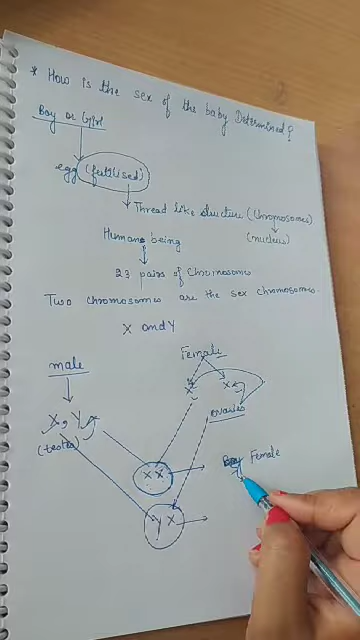 * How is the sex of the baby Determined?
Boy or Girl
egg (fertilised)
Thread like structure (Chromosomes)
(nucleus)
Human being
23 pairs of Chromosomes
Two chromosomes are the sex chromosomes
X and Y
male
Female
X, Y
X X
(testes)
ovaries
X X
Female
Y X